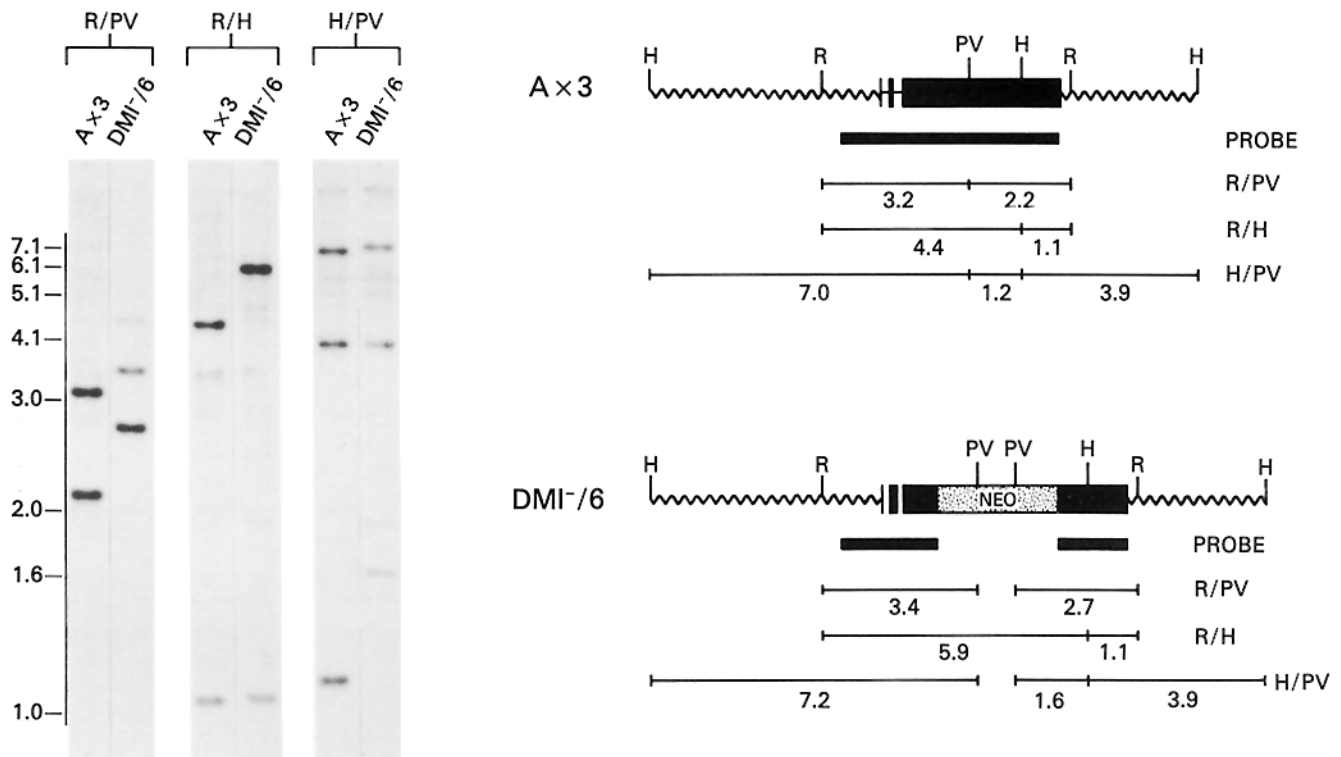 R/PV R/H H/PV
A×3 DMI⁻/6 A×3 DMI⁻/6 A×3 DMI⁻/6
7.1
6.1
5.1
4.1
3.0
2.0
1.6
1.0
A×3
H R PV H R H
PROBE
3.2 2.2 R/PV
4.4 1.1 R/H
7.0 1.2 3.9 H/PV
DMI⁻/6
H R PV PV H R H
NEO
PROBE
3.4 2.7 R/PV
5.9 1.1 R/H
7.2 1.6 3.9 H/PV